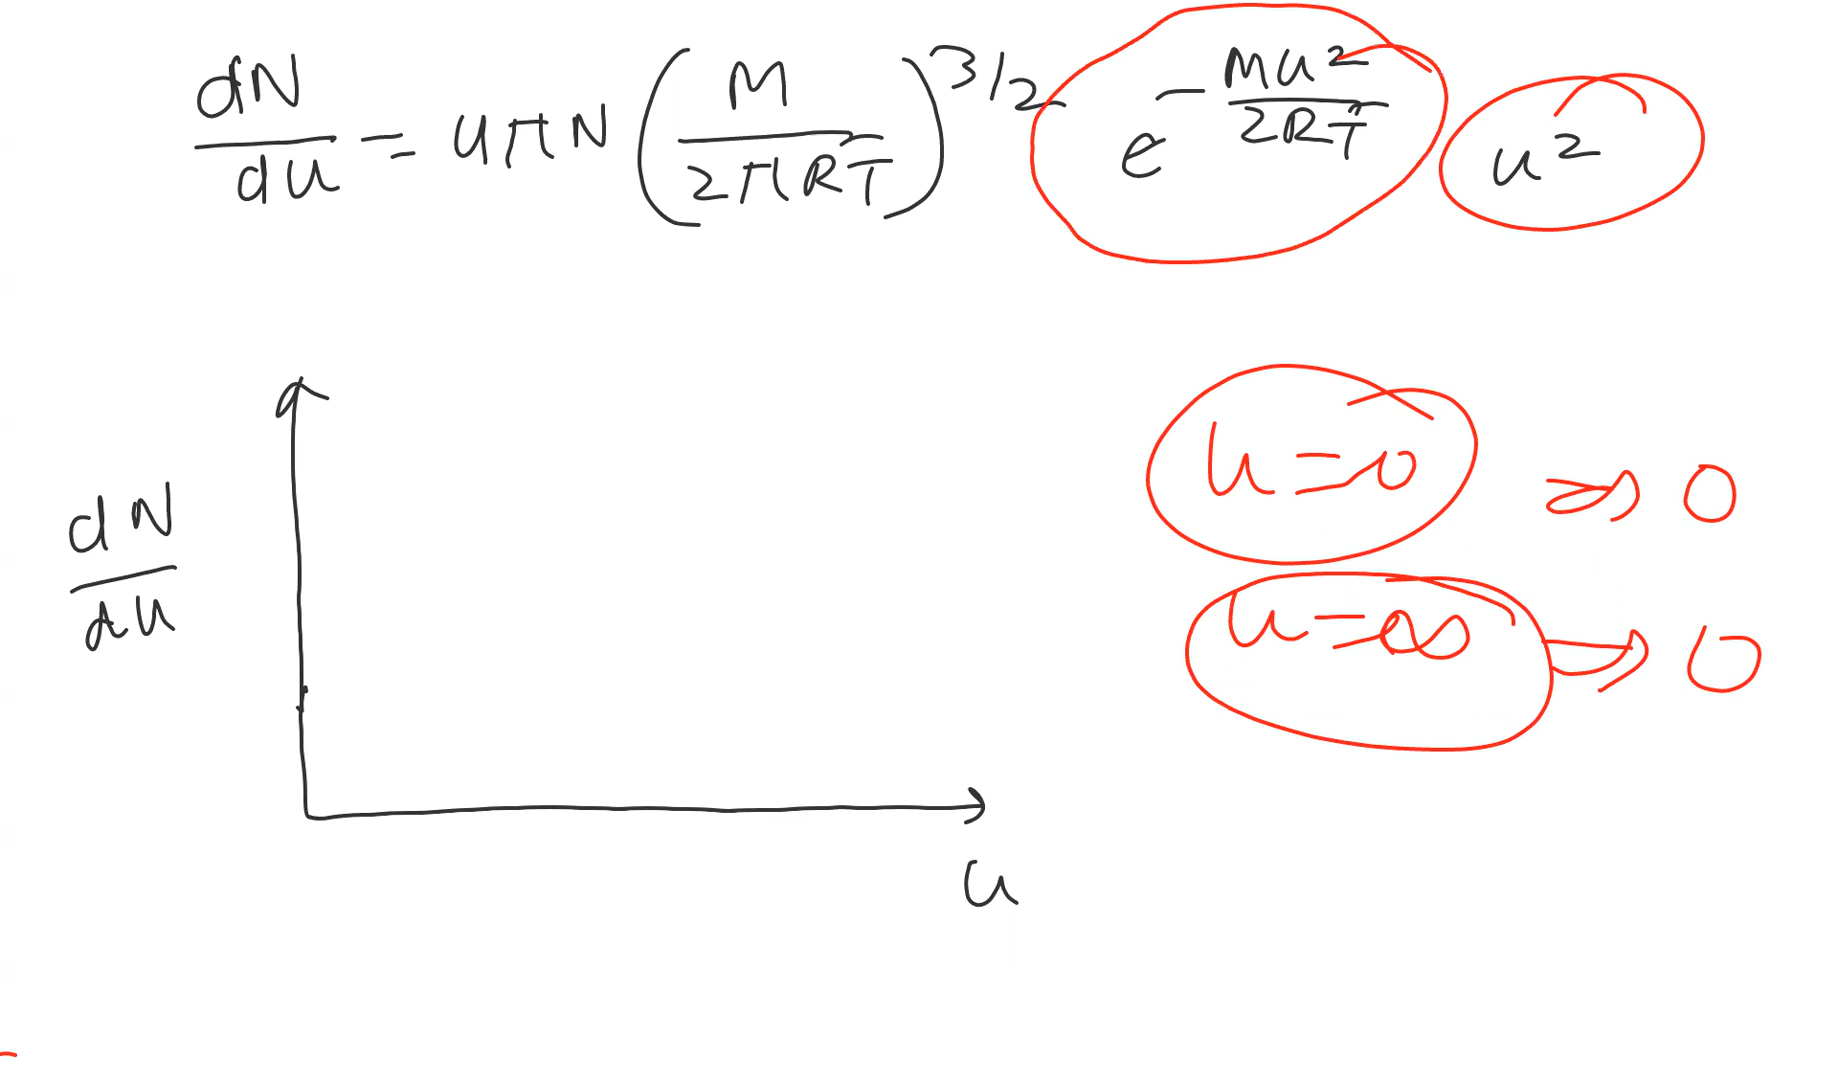 dN/du = 4πN (M/2πRT)^3/2 e^-Mu²/2RT u²
u=0 ⇒ 0
dN/du
u=∞ → 0
u